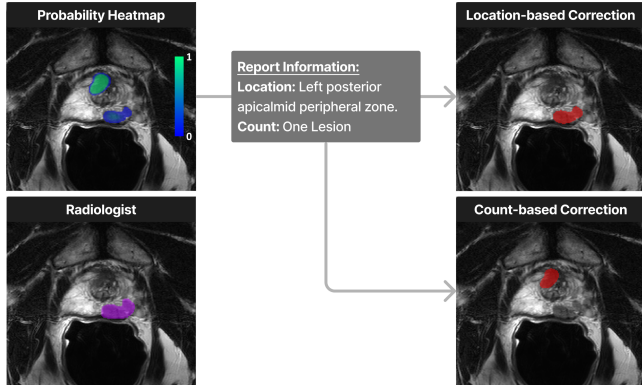 Probability Heatmap
1
0
Report Information:
Location: Left posterior
apicalmid peripheral zone.
Count: One Lesion
Location-based Correction
Radiologist
Count-based Correction